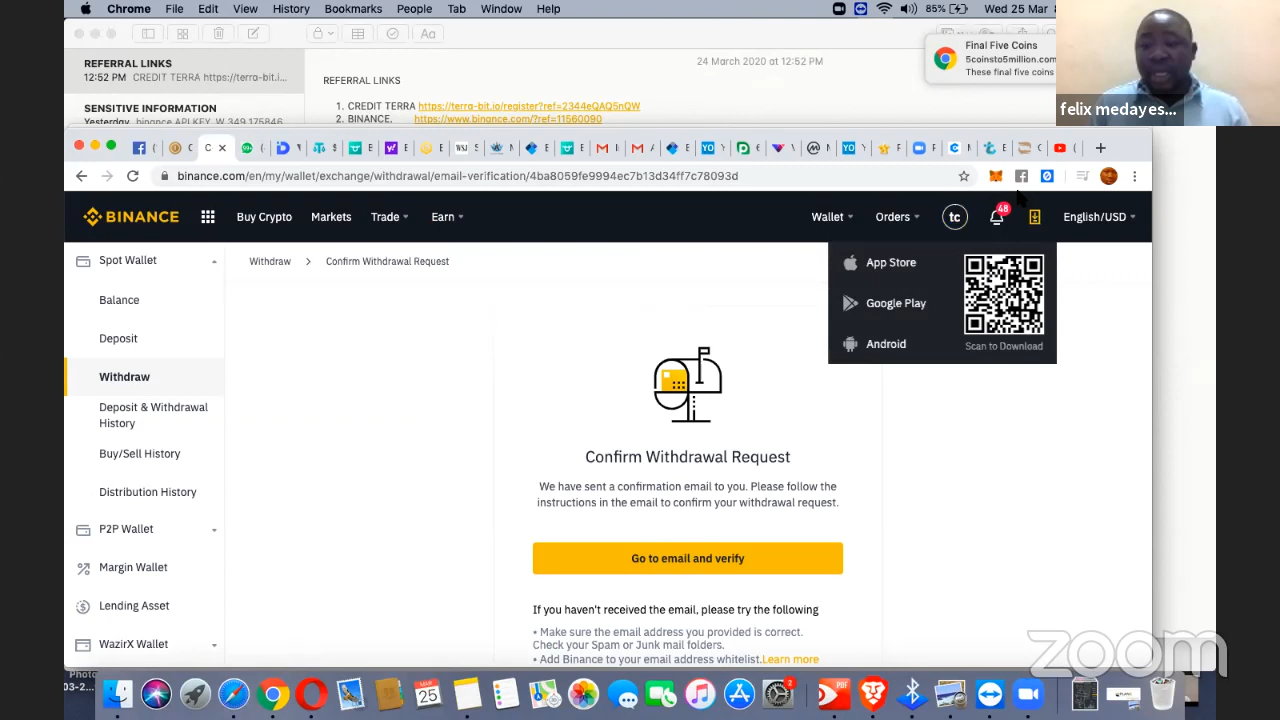 Chrome File Edit View History Bookmarks People Tab Window Help 85% Wed 25 Mar
24 March 2020 at 12:52 PM
REFERRAL LINKS
12:52 PM CREDIT TERRA https://terra-bit.i...
SENSITIVE INFORMATION
Yesterday binance API KEY W 349 175846
REFERRAL LINKS
1. CREDIT TERRA https://terra-bit.io/register?ref=2344eQAQ5nQW
2. BINANCE. https://www.binance.com/?ref=11560090
Final Five Coins
5coinsto5million.com
These final five coins
felix medayes...
binance.com/en/my/wallet/exchange/withdrawal/email-verification/4ba8059fe9994ec7b13d34ff7c78093d
BINANCE Buy Crypto Markets Trade Earn Wallet Orders tc 48 English/USD
Spot Wallet
Balance
Deposit
Withdraw
Deposit & Withdrawal
History
Buy/Sell History
Distribution History
P2P Wallet
Margin Wallet
Lending Asset
WazirX Wallet
Withdraw Confirm Withdrawal Request
App Store
Google Play
Android
Scan to Download
Confirm Withdrawal Request
We have sent a confirmation email to you. Please follow the
instructions in the email to confirm your withdrawal request.
Go to email and verify
If you haven't received the email, please try the following
• Make sure the email address you provided is correct.
Check your Spam or Junk mail folders.
• Add Binance to your email address whitelist.Learn more
zoom
Photo
03-2...
MAR
25
2
PDF